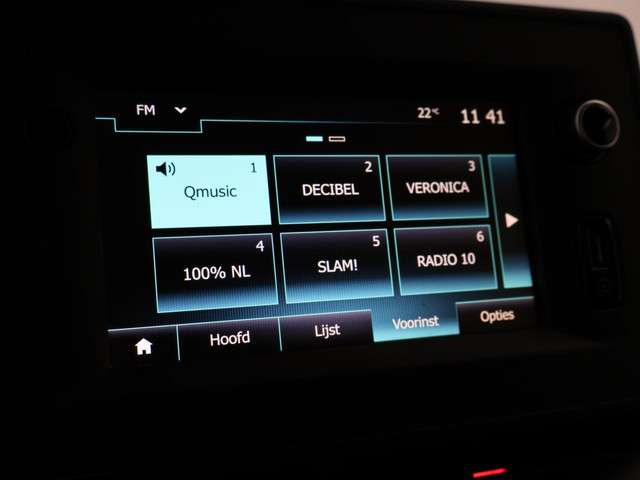 FM
22°C
11 41
1
Qmusic
2
DECIBEL
3
VERONICA
4
100% NL
5
SLAM!
6
RADIO 10
Hoofd
Lijst
Voorinst
Opties